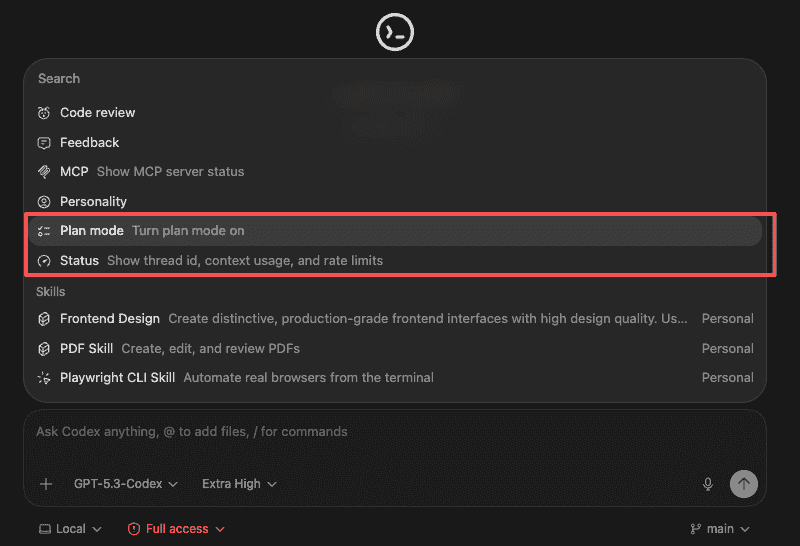 Search
Code review
Feedback
MCP Show MCP server status
Personality
Plan mode Turn plan mode on
Status Show thread id, context usage, and rate limits
Skills
Frontend Design Create distinctive, production-grade frontend interfaces with high design quality. Us... Personal
PDF Skill Create, edit, and review PDFs Personal
Playwright CLI Skill Automate real browsers from the terminal Personal
Ask Codex anything, @ to add files, / for commands
GPT-5.3-Codex Extra High
Local Full access main